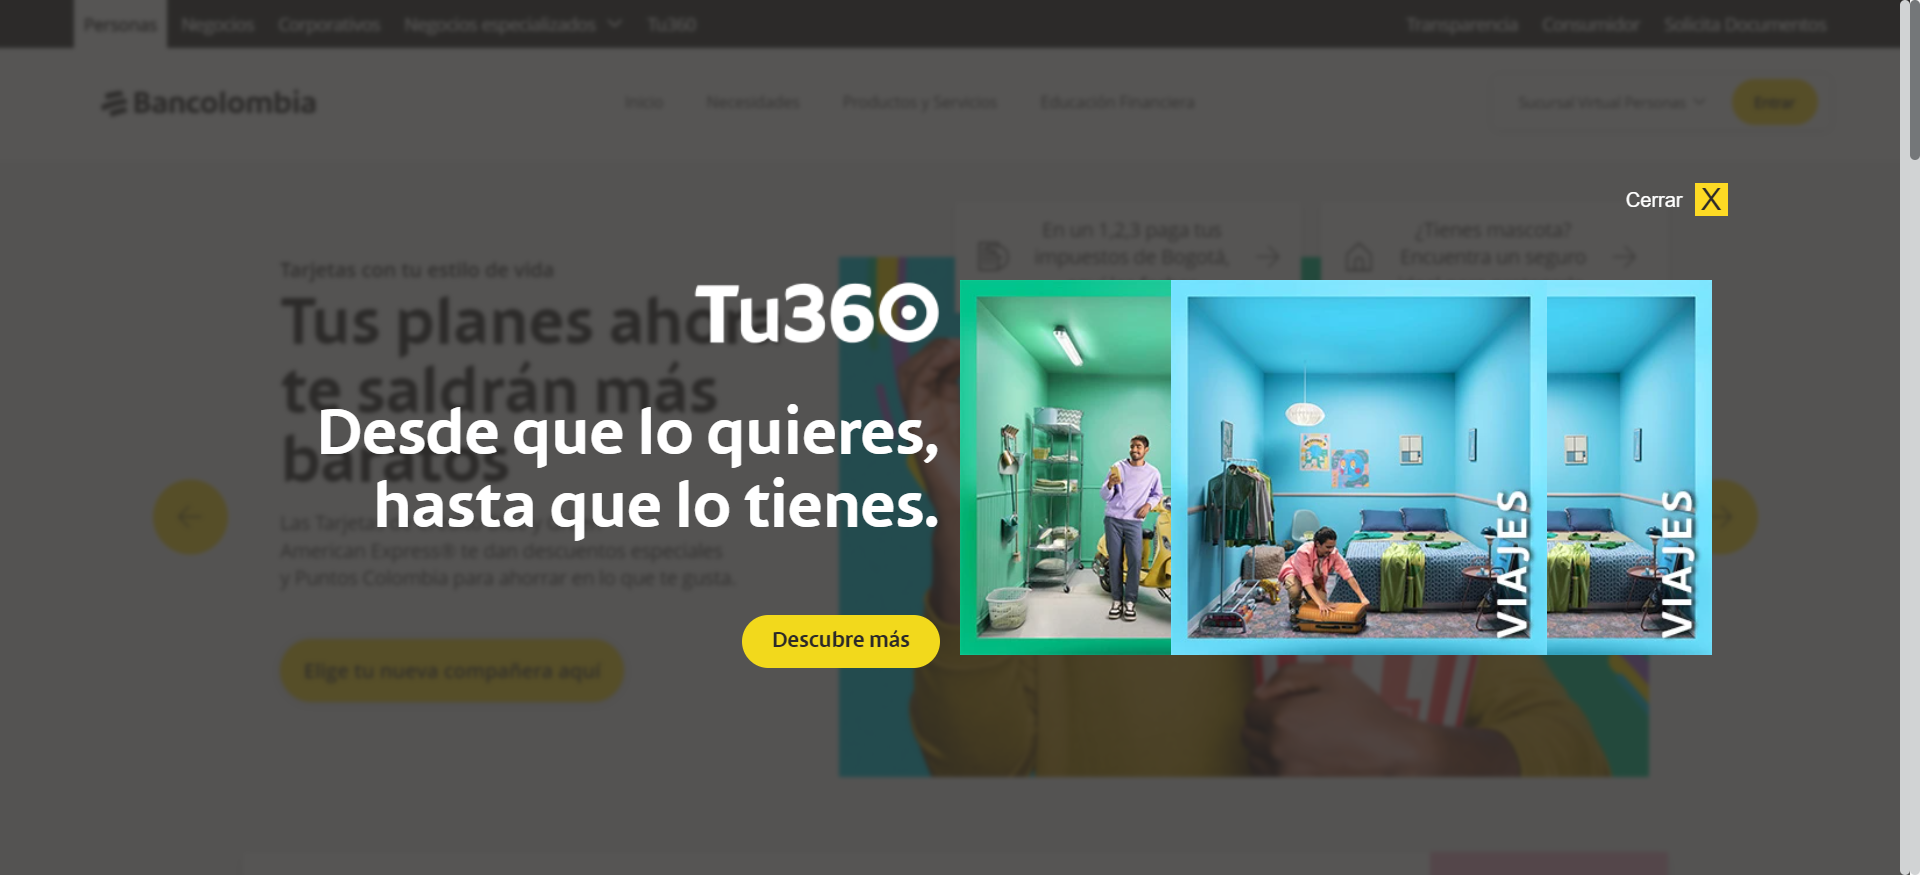 Personas Negocios Corporativos Negocios especializados Tu360 Transparencia Consumidor Solicita Documentos
Bancolombia Inicio Necesidades Productos y Servicios Educación Financiera Sucursal Virtual Personas Entrar
Cerrar X
En un 1,2,3 paga tus
impuestos de Bogotá,
¿Tienes mascota?
Encuentra un seguro
Tarjetas con tu estilo de vida
Tus planes ahora
te saldrán más
baratos
Las Tarjetas
American Express® te dan descuentos especiales
y Puntos Colombia para ahorrar en lo que te gusta.
Elige tu nueva compañera aquí
Tu360
Desde que lo quieres,
hasta que lo tienes.
Descubre más
VIAJES
VIAJES